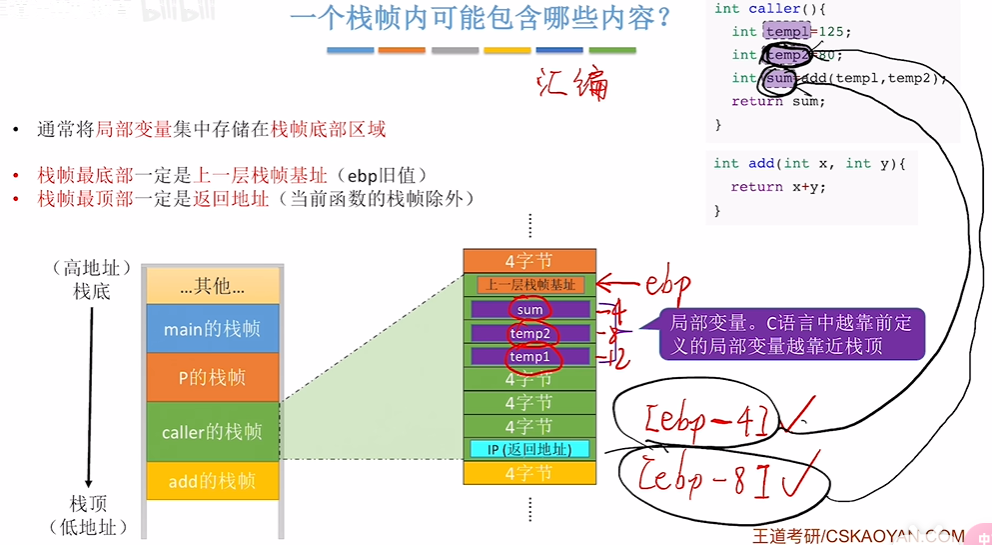 bilibili
一个栈帧内可能包含哪些内容？
汇编
int caller(){
int temp1=125;
int temp2=80;
int sum=add(temp1,temp2);
return sum;
}
int add(int x, int y){
return x+y;
}
• 通常将局部变量集中存储在栈帧底部区域
• 栈帧最底部一定是上一层栈帧基址（ebp旧值）
• 栈帧最顶部一定是返回地址（当前函数的栈帧除外）
（高地址）
栈底
…其他…
main的栈帧
P的栈帧
caller的栈帧
add的栈帧
栈顶
（低地址）
4字节
上一层栈帧基址
ebp
sum
-4
temp2
-8
temp1
-12
4字节
4字节
4字节
IP (返回地址)
4字节
局部变量。C语言中越靠前定
义的局部变量越靠近栈顶
[ebp-4]
[ebp-8]
王道考研/CSKAOYAN.COM
中